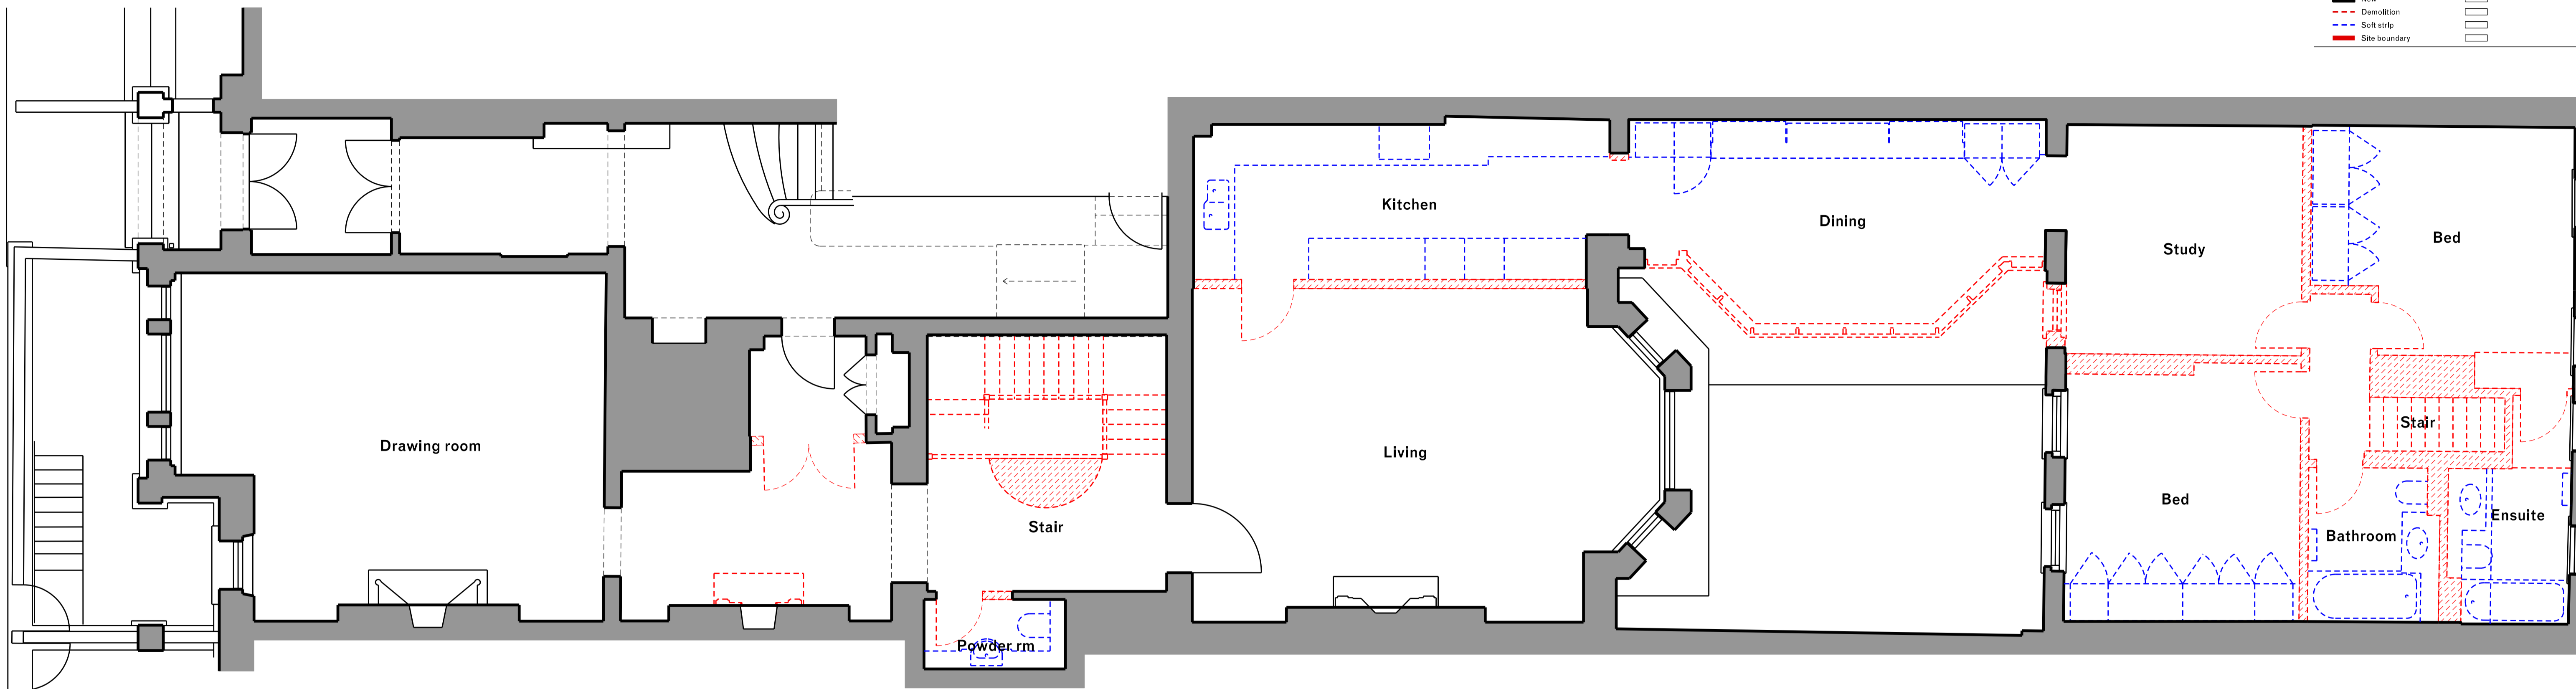 Demolition
Soft strip
Site boundary
Kitchen
Dining
Study
Bed
Drawing room
Living
Stair
Stair
Bed
Bathroom
Ensuite
Powder rm